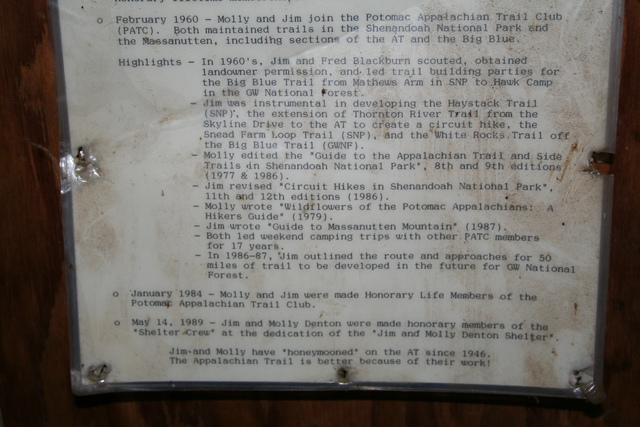 o February 1960 - Molly and Jim join the Potomac Appalachian Trail Club
(PATC). Both maintained trails in the Shenandoah National Park and
the Massanutten, including sections of the AT and the Big Blue.
Highlights - In 1960's, Jim and Fred Blackburn scouted, obtained
landowner permission, and led trail building parties for
the Big Blue Trail from Mathews Arm in SNP to Hawk Camp
in the GW National Forest.
- Jim was instrumental in developing the Haystack Trail
(SNP), the extension of Thornton River Trail from the
Skyline Drive to the AT to create a circuit hike, the
Snead Farm Loop Trail (SNP), and the White Rocks Trail off
the Big Blue Trail (GWNF).
- Molly edited the "Guide to the Appalachian Trail and Side
Trails in Shenandoah National Park", 8th and 9th editions
(1977 & 1986).
- Jim revised "Circuit Hikes in Shenandoah National Park",
11th and 12th editions (1986).
- Molly wrote "Wildflowers of the Potomac Appalachians: A
Hikers Guide" (1979).
- Jim wrote "Guide to Massanutten Mountain" (1987).
- Both led weekend camping trips with other PATC members
for 17 years.
- In 1986-87, Jim outlined the route and approaches for 50
miles of trail to be developed in the future for GW National
Forest.
o January 1984 - Molly and Jim were made Honorary Life Members of the
Potomac Appalachian Trail Club.
o May 14, 1989 - Jim and Molly Denton were made honorary members of the
"Shelter Crew" at the dedication of the "Jim and Molly Denton Shelter".
Jim and Molly have "honeymooned" on the AT since 1946.
The Appalachian Trail is better because of their work!